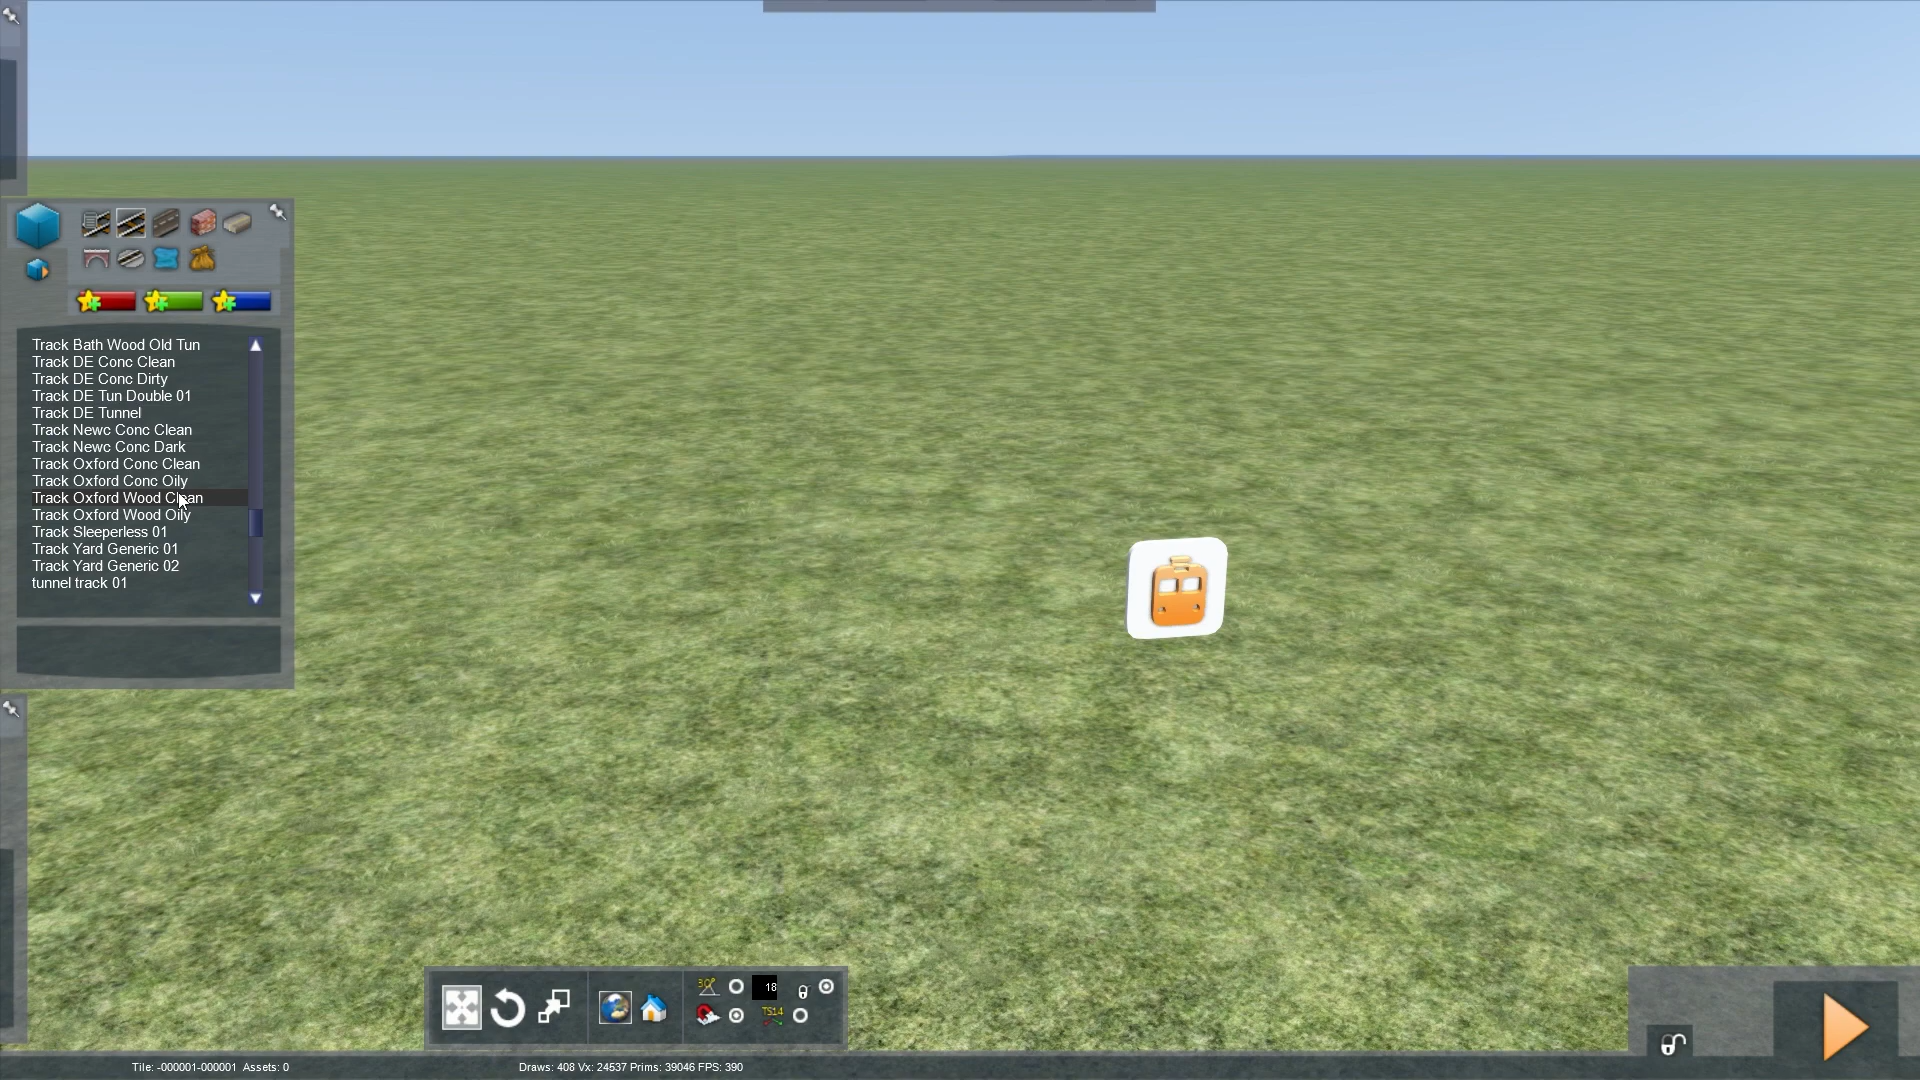 Track Bath Wood Old Tun
Track DE Conc Clean
Track DE Conc Dirty
Track DE Tun Double 01
Track DE Tunnel
Track Newc Conc Clean
Track Newc Conc Dark
Track Oxford Conc Clean
Track Oxford Conc Oily
Track Oxford Wood Clean
Track Oxford Wood Oily
Track Sleeperless 01
Track Yard Generic 01
Track Yard Generic 02
tunnel track 01
30°
18
TS14
Tile: -000001-000001 Assets: 0
Draws: 408 Vx: 24537 Prims: 39046 FPS: 390